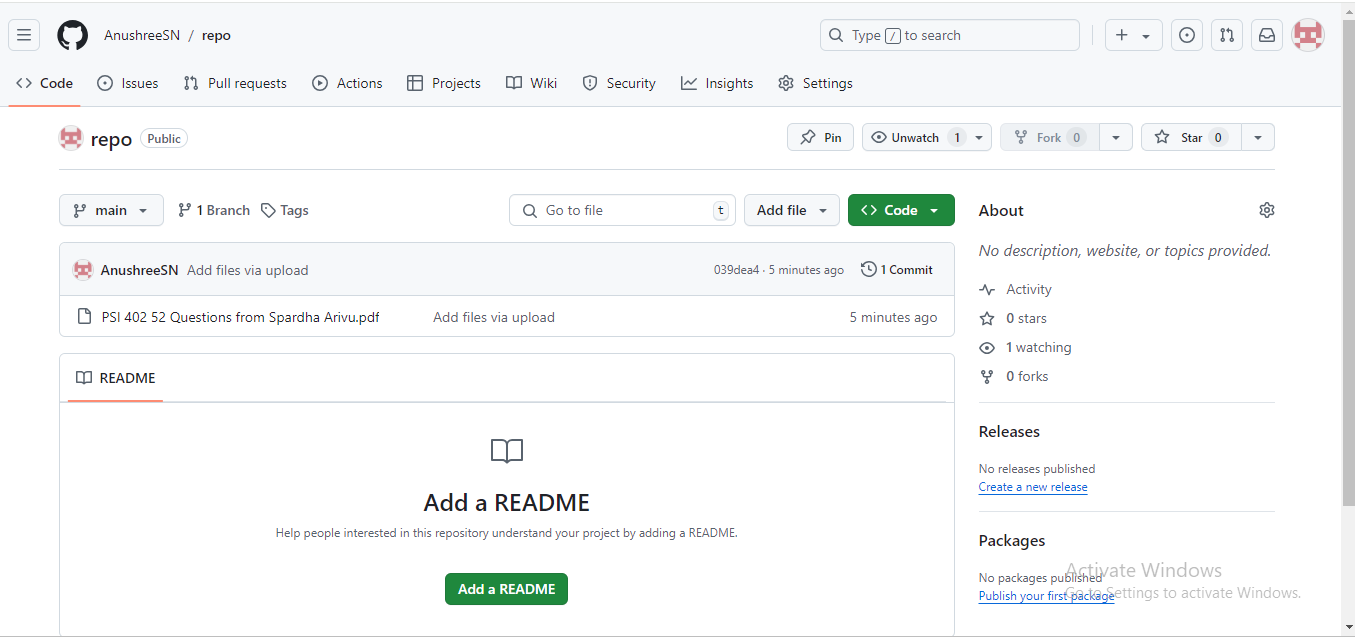 AnushreeSN / repo
Type / to search
Code Issues Pull requests Actions Projects Wiki Security Insights Settings
repo Public
Pin Unwatch 1 Fork 0 Star 0
main 1 Branch Tags
Go to file t
Add file Code
AnushreeSN Add files via upload 039dea4 · 5 minutes ago 1 Commit
PSI 402 52 Questions from Spardha Arivu.pdf Add files via upload 5 minutes ago
README
Add a README
Help people interested in this repository understand your project by adding a README.
Add a README
About
No description, website, or topics provided.
Activity
0 stars
1 watching
0 forks
Releases
No releases published
Create a new release
Packages
No packages published
Publish your first package
Activate Windows
Go to Settings to activate Windows.